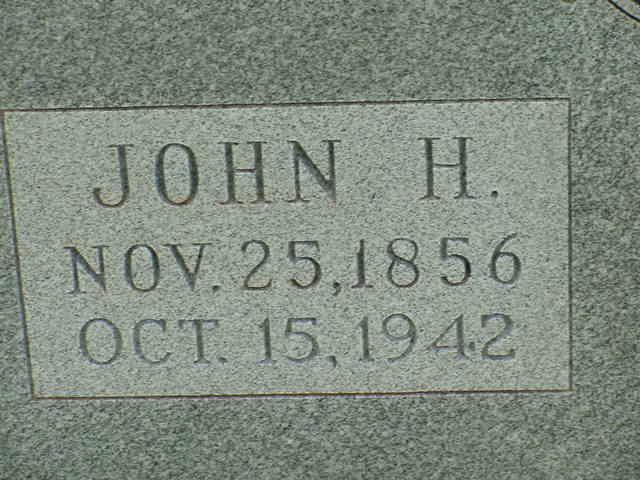 JOHN H.
NOV. 25, 1856
OCT. 15, 1942